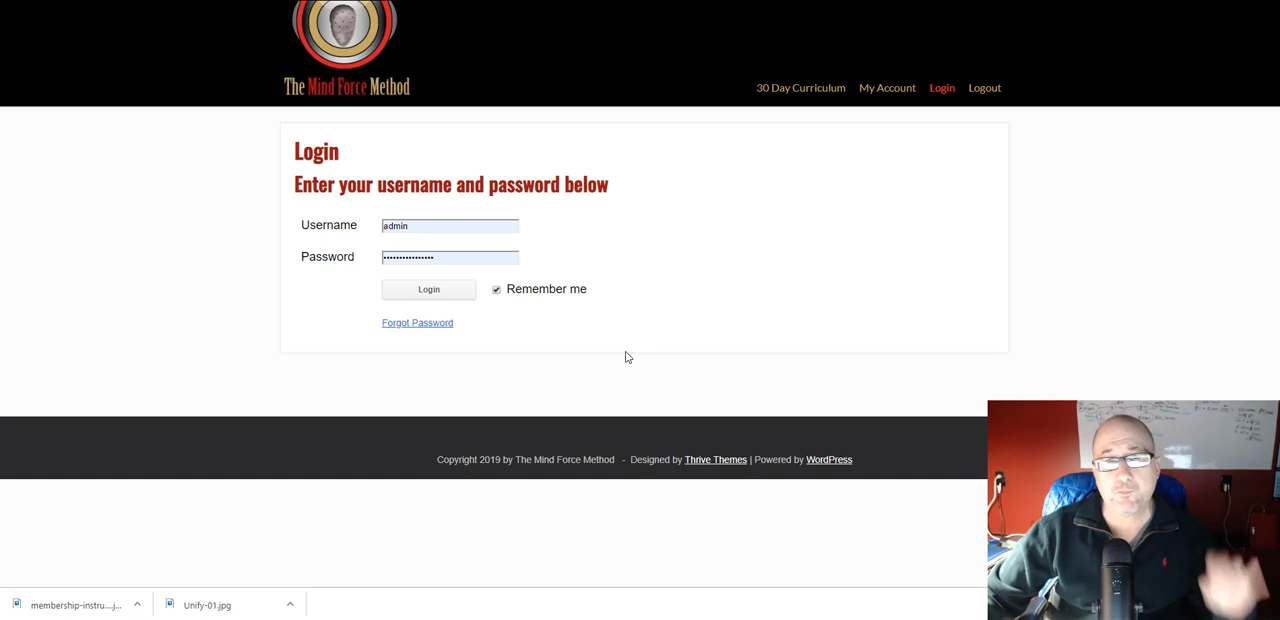 The Mind Force Method
30 Day Curriculum My Account Login Logout
Login
Enter your username and password below
Username admin
Password ••••••••••••••••
Login Remember me
Forgot Password
Copyright 2019 by The Mind Force Method - Designed by Thrive Themes | Powered by WordPress
membership-instru....j... Unify-01.jpg